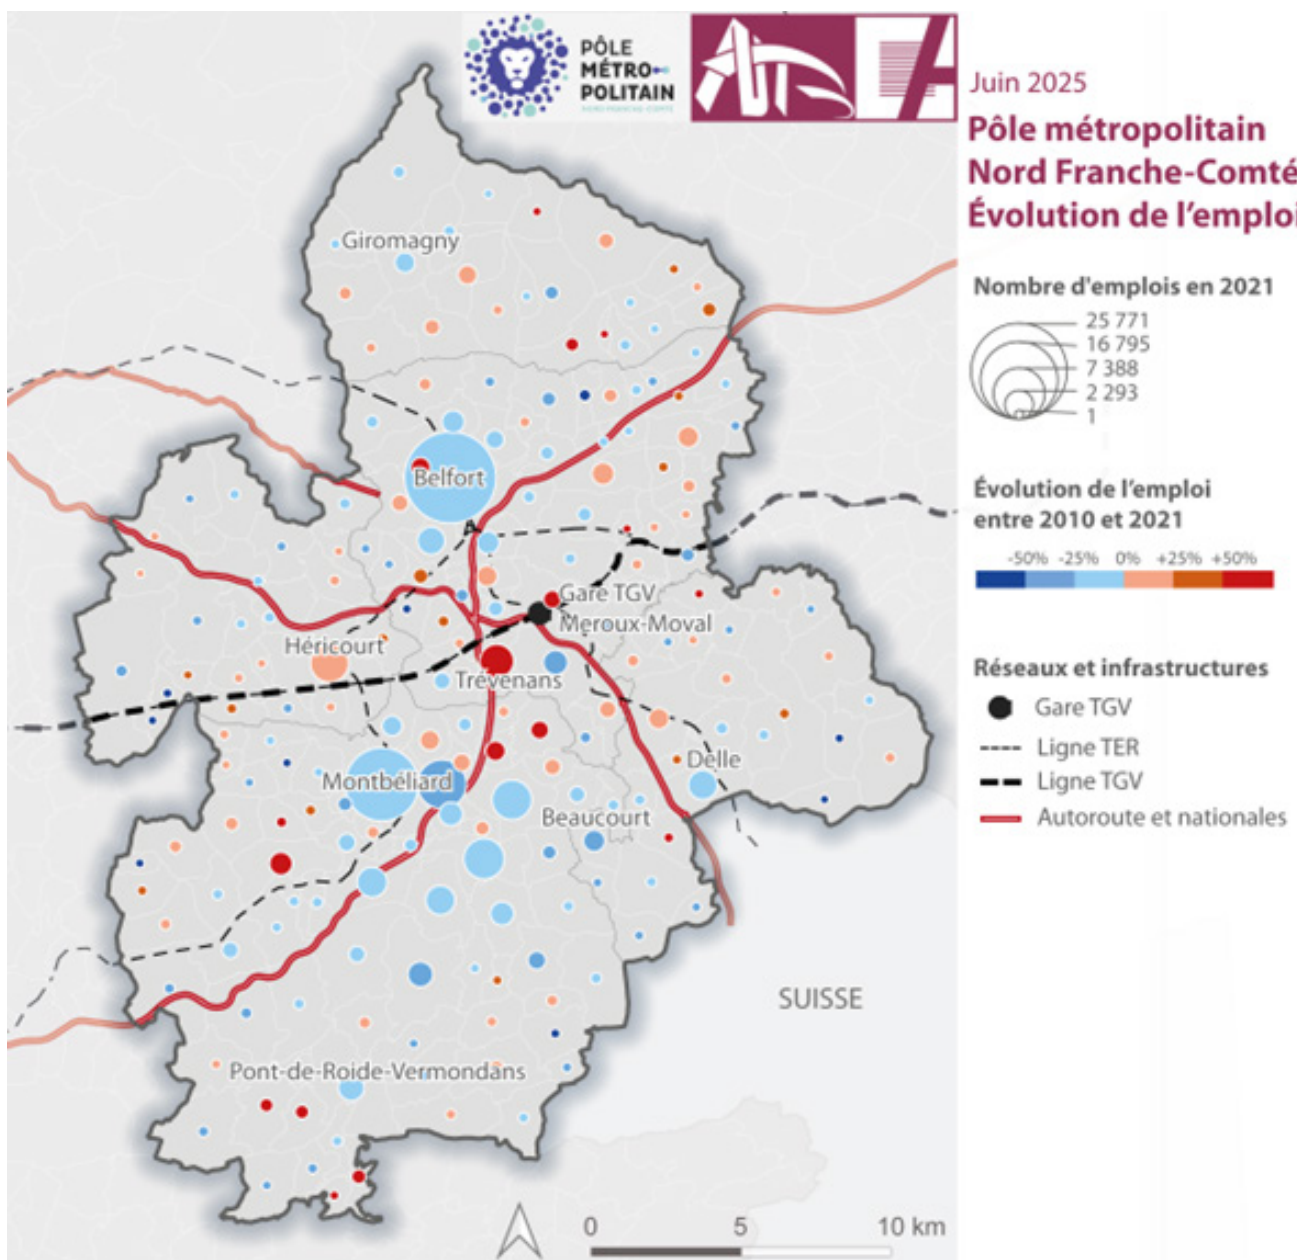 PÔLE
MÉTRO
POLITAIN
NORD FRANCHE-COMTÉ
Juin 2025
Pôle métropolitain
Nord Franche-Comté
Évolution de l'emploi
Nombre d'emplois en 2021
25 771
16 795
7 388
2 293
1
Évolution de l'emploi
entre 2010 et 2021
-50% -25% 0% +25% +50%
Réseaux et infrastructures
Gare TGV
Ligne TER
Ligne TGV
Autoroute et nationales
Giromagny
Belfort
Gare TGV
Meroux-Moval
Héricourt
Trévenans
Montbéliard
Delle
Beaucourt
SUISSE
Pont-de-Roide-Vermondans
0 5 10 km